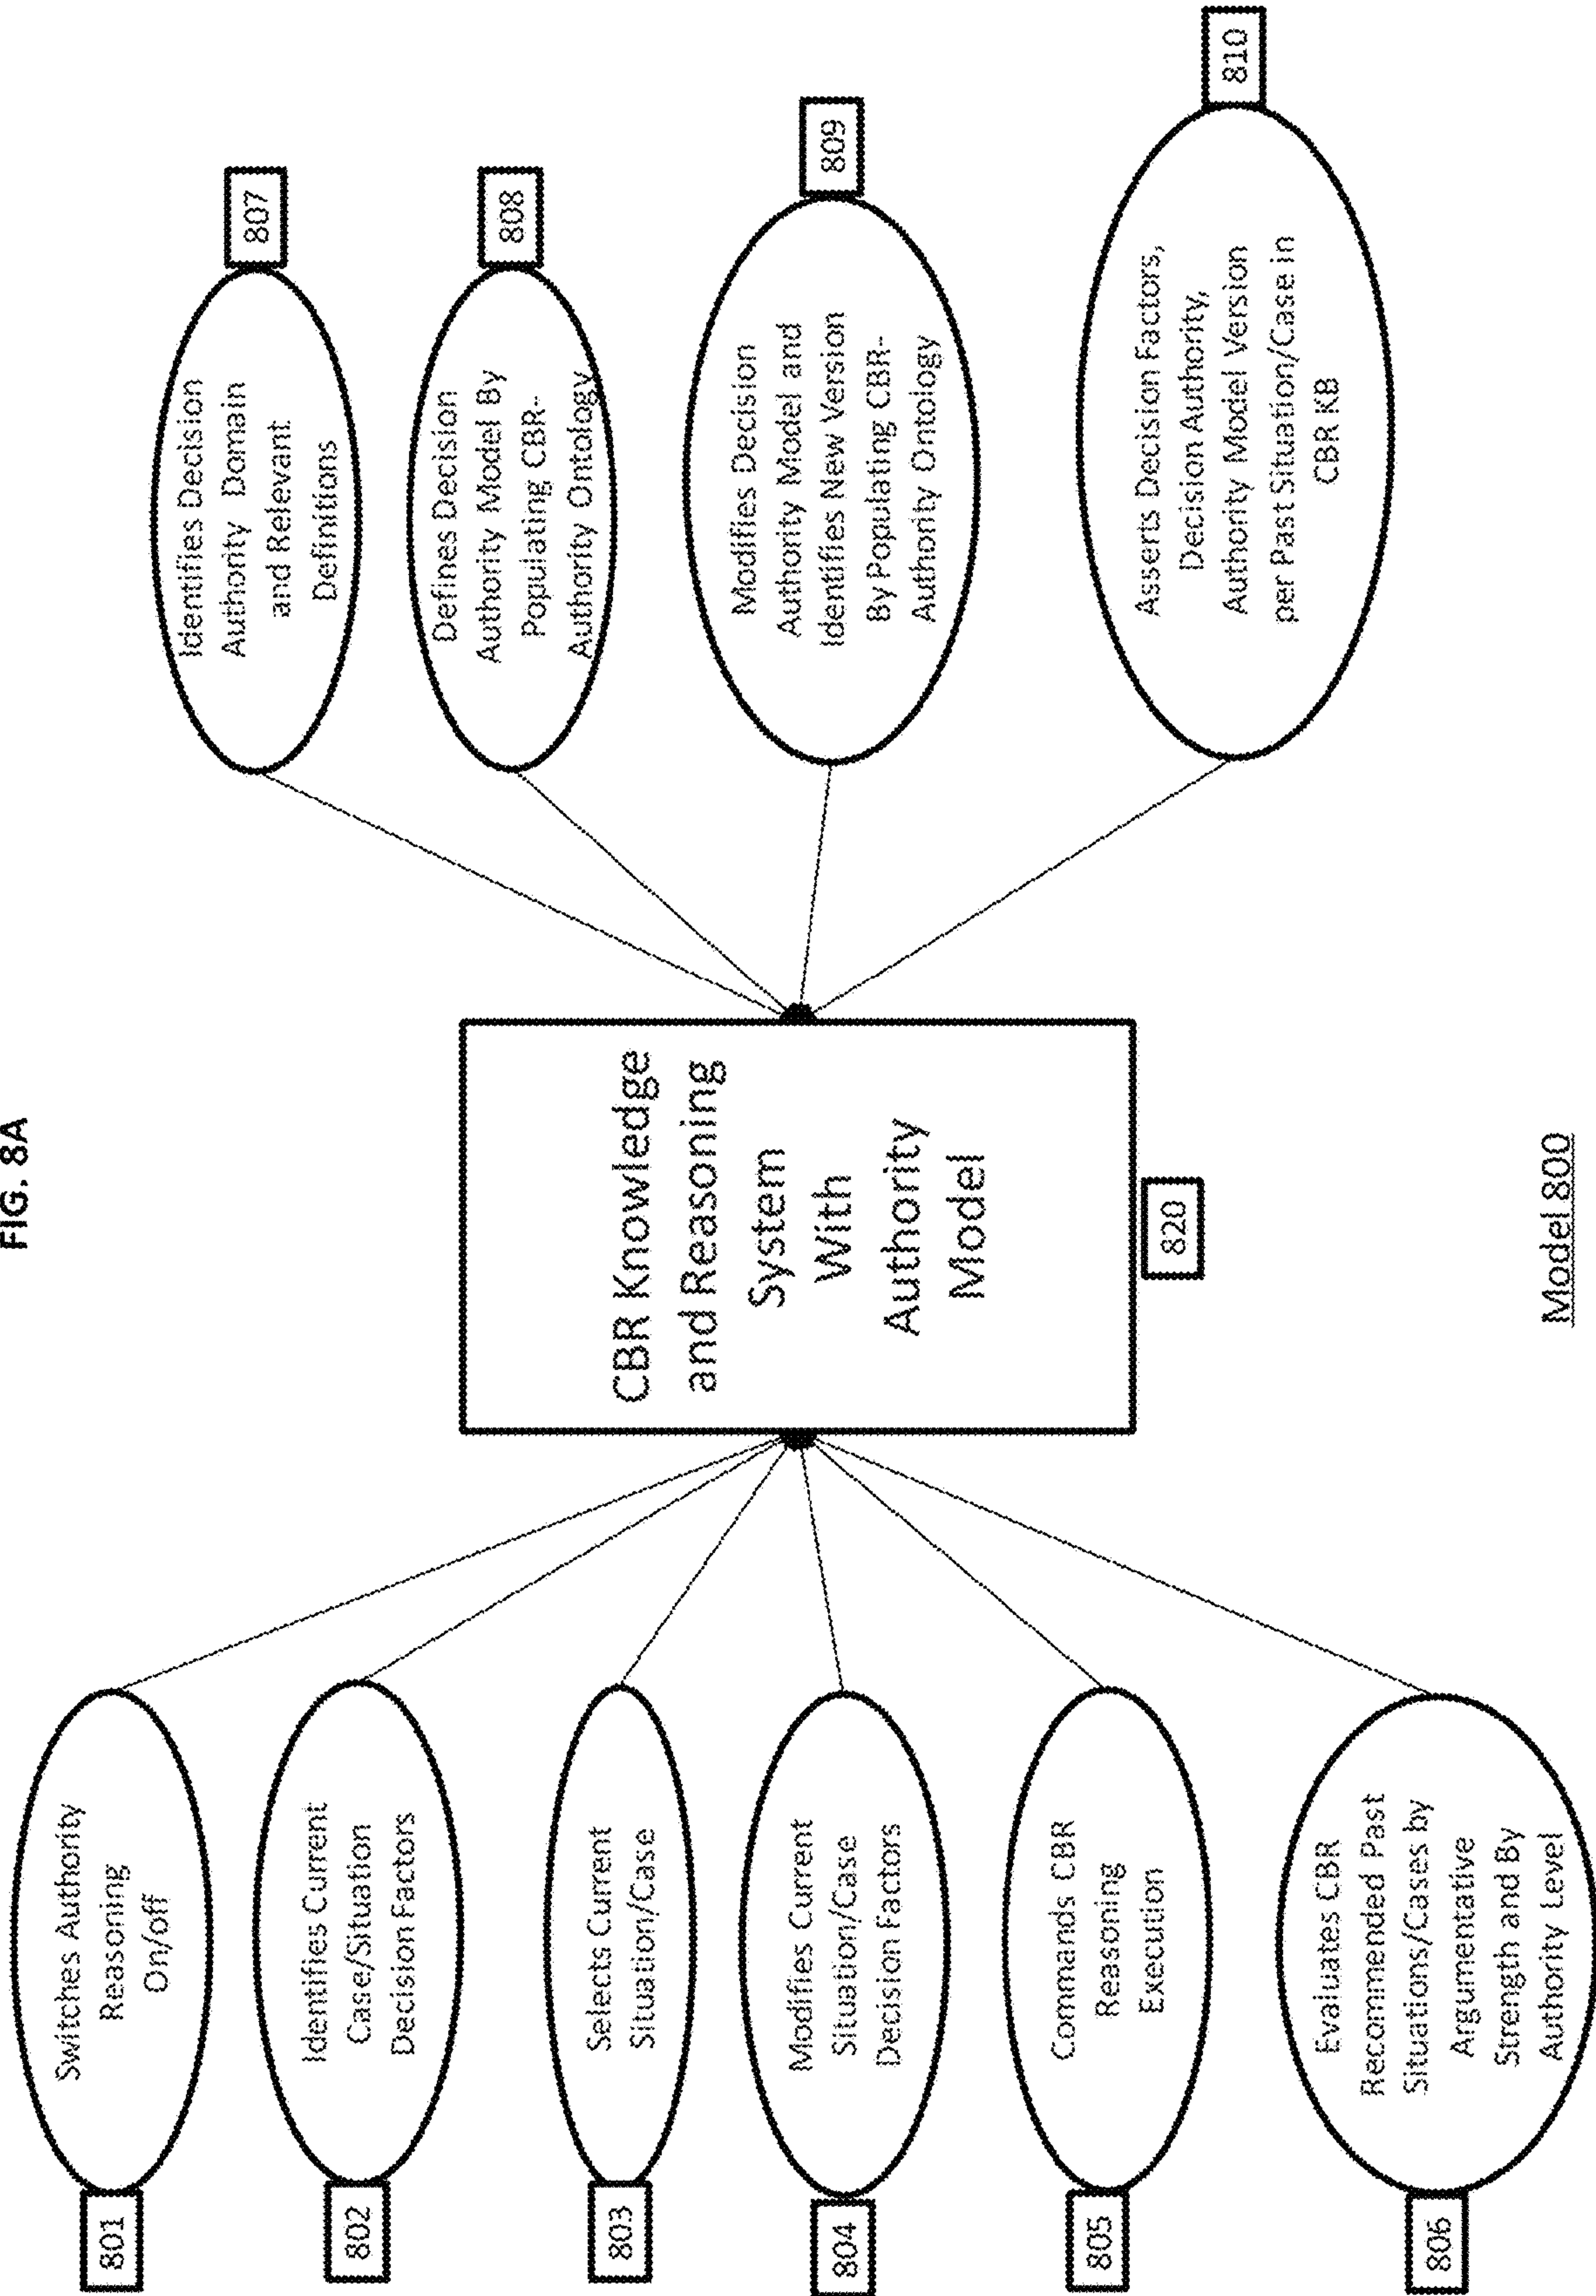 FIG. 8A
801
Switches Authority
Reasoning
On/off
802
Identifies Current
Case/Situation
Decision Factors
803
Selects Current
Situation/Case
804
Modifies Current
Situation/Case
Decision Factors
805
Commands CBR
Reasoning
Execution
806
Evaluates CBR
Recommended Past
Situations/Cases by
Argumentative
Strength and By
Authority Level
CBR Knowledge
and Reasoning
System
With
Authority
Model
820
Identifies Decision
Authority Domain
and Relevant
Definitions
807
Defines Decision
Authority Model By
Populating CBR-
Authority Ontology
808
Modifies Decision
Authority Model and
Identifies New Version
By Populating CBR-
Authority Ontology
809
Asserts Decision Factors,
Decision Authority,
Authority Model Version
per Past Situation/Case in
CBR KB
810
Model 800